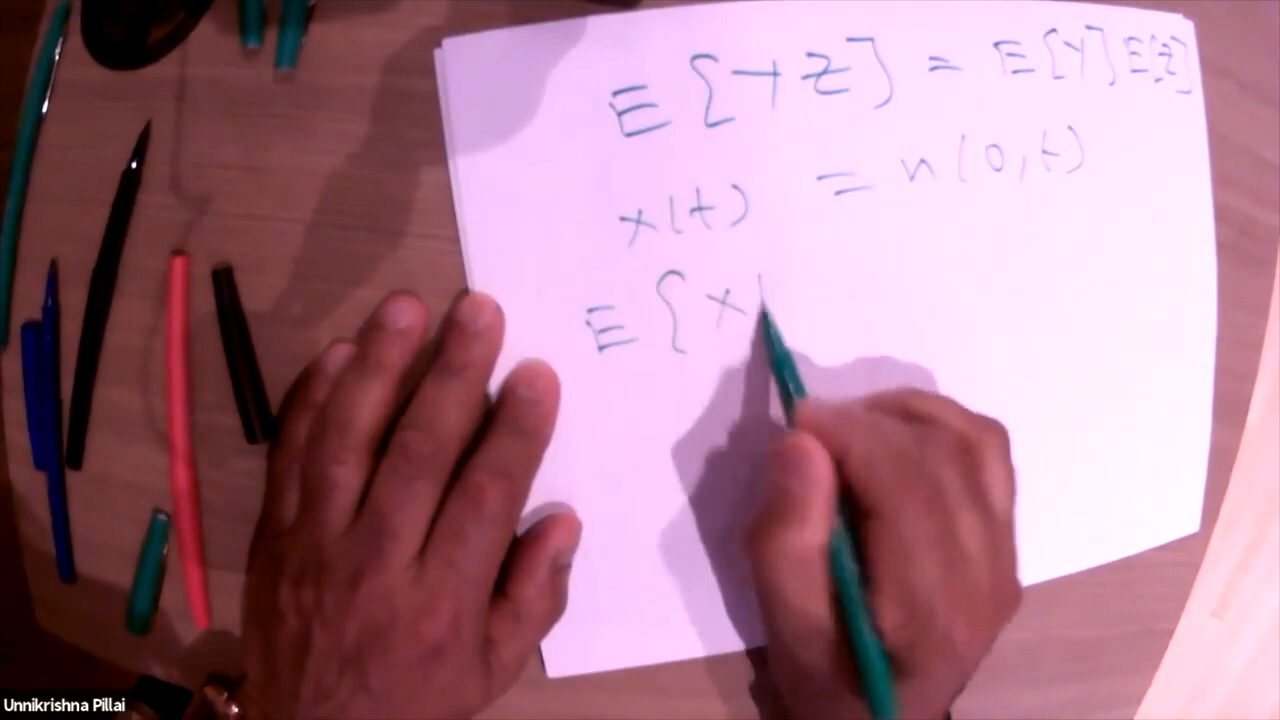 E{YZ} = E[Y]E[Z]
x(t) = n(0,t)
E{x(
Unnikrishna Pillai